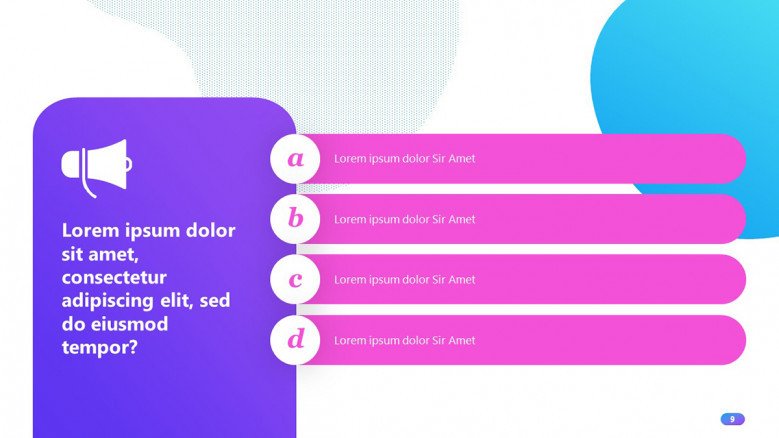 Lorem ipsum dolor
sit amet,
consectetur
adipiscing elit, sed
do eiusmod
tempor?
a Lorem ipsum dolor Sir Amet
b Lorem ipsum dolor Sir Amet
c Lorem ipsum dolor Sir Amet
d Lorem ipsum dolor Sir Amet
9